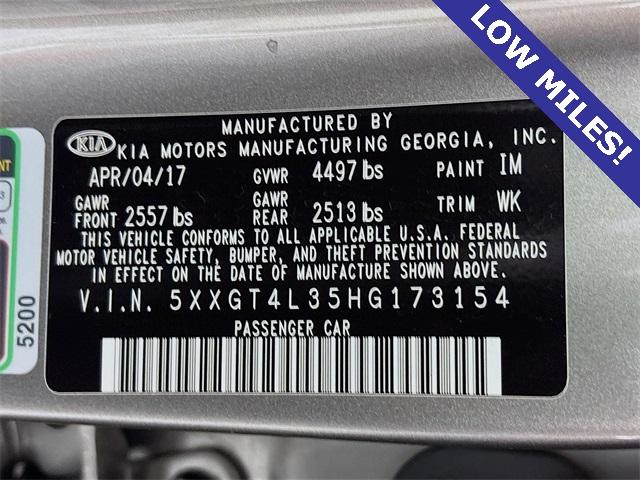 LOW MILES!
MANUFACTURED BY
KIA KIA MOTORS MANUFACTURING GEORGIA, INC.
APR/04/17 GVWR 4497 lbs PAINT IM
GAWR FRONT 2557 lbs GAWR REAR 2513 lbs TRIM WK
THIS VEHICLE CONFORMS TO ALL APPLICABLE U.S.A. FEDERAL
MOTOR VEHICLE SAFETY, BUMPER, AND THEFT PREVENTION STANDARDS
IN EFFECT ON THE DATE OF MANUFACTURE SHOWN ABOVE.
V.I.N. 5XXGT4L35HG173154
PASSENGER CAR
5200
3